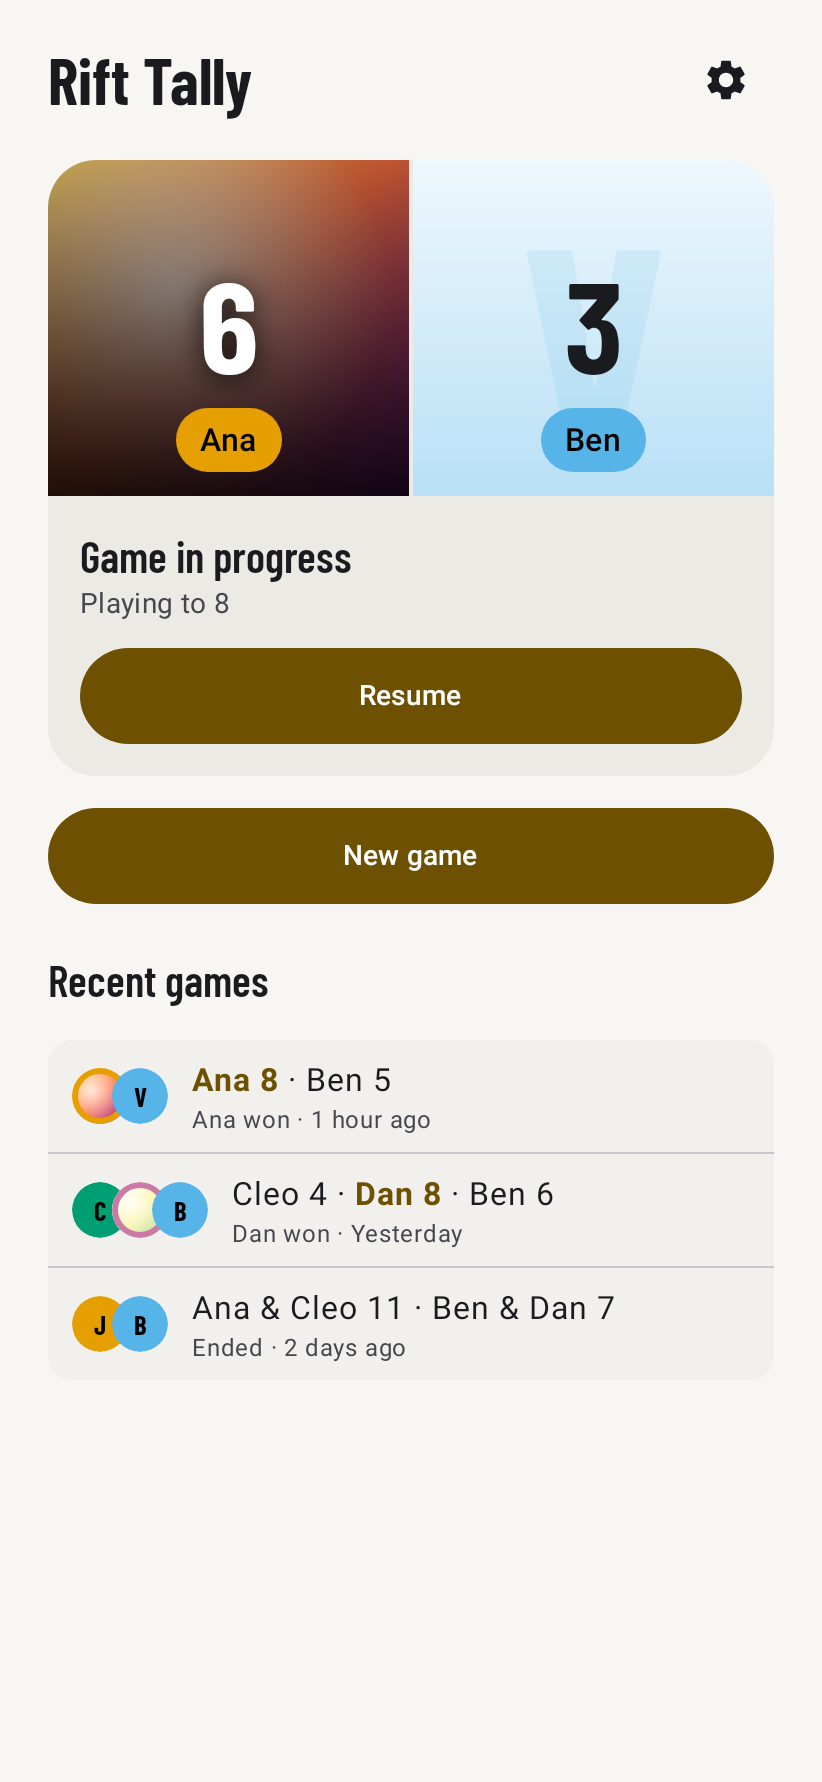 Rift Tally
6
V
3
Ana
Ben
Game in progress
Playing to 8
Resume
New game
Recent games
V
Ana 8 · Ben 5
Ana won · 1 hour ago
C
B
Cleo 4 · Dan 8 · Ben 6
Dan won · Yesterday
J
B
Ana & Cleo 11 · Ben & Dan 7
Ended · 2 days ago